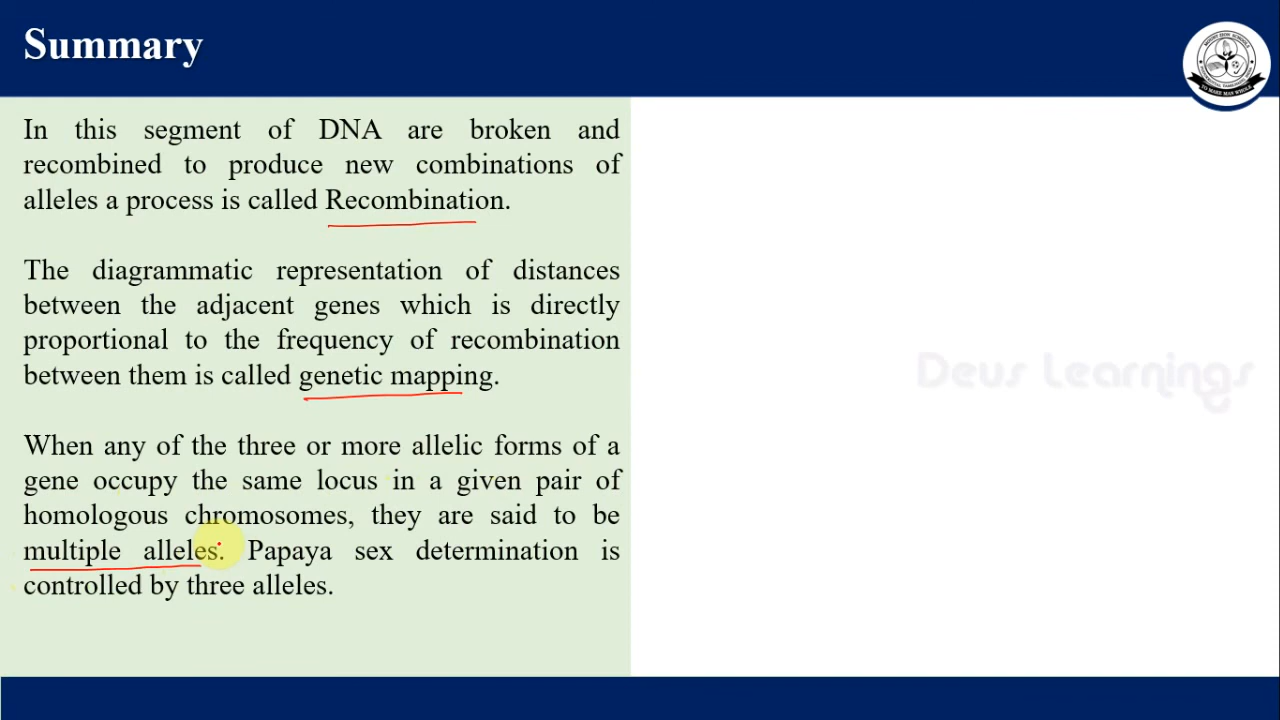 Summary
In this segment of DNA are broken and
recombined to produce new combinations of
alleles a process is called Recombination.
The diagrammatic representation of distances
between the adjacent genes which is directly
proportional to the frequency of recombination
between them is called genetic mapping.
When any of the three or more allelic forms of a
gene occupy the same locus in a given pair of
homologous chromosomes, they are said to be
multiple alleles. Papaya sex determination is
controlled by three alleles.
Deus Learnings
TO MAKE MAN WHOLE